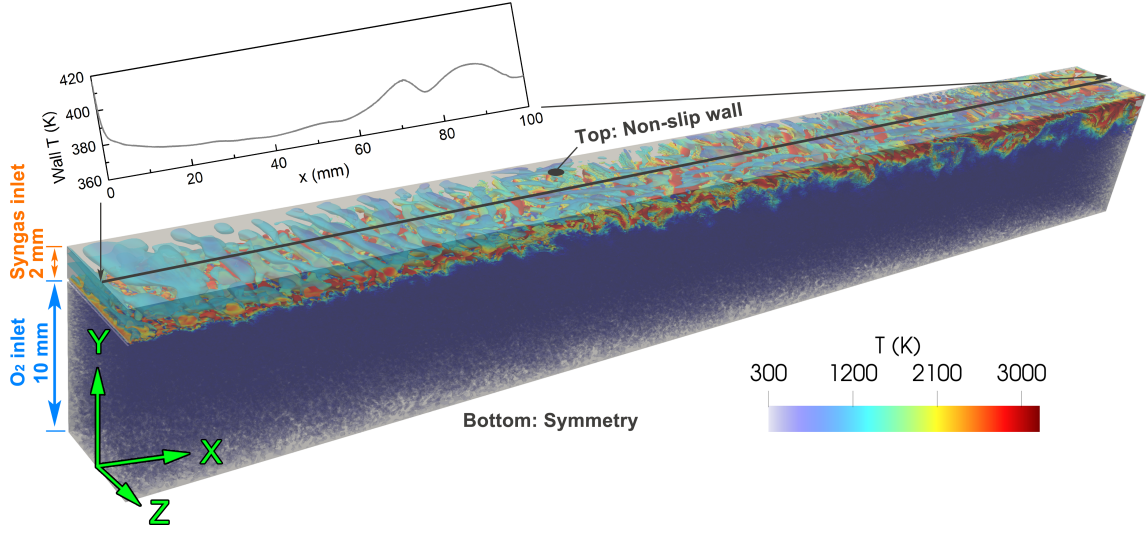 420
400
380
360
Wall T (K)
0
20
40
60
80
100
x (mm)
Top: Non-slip wall
Syngas inlet
2 mm
O₂ inlet
10 mm
Y
X
Z
Bottom: Symmetry
T (K)
300 1200 2100 3000